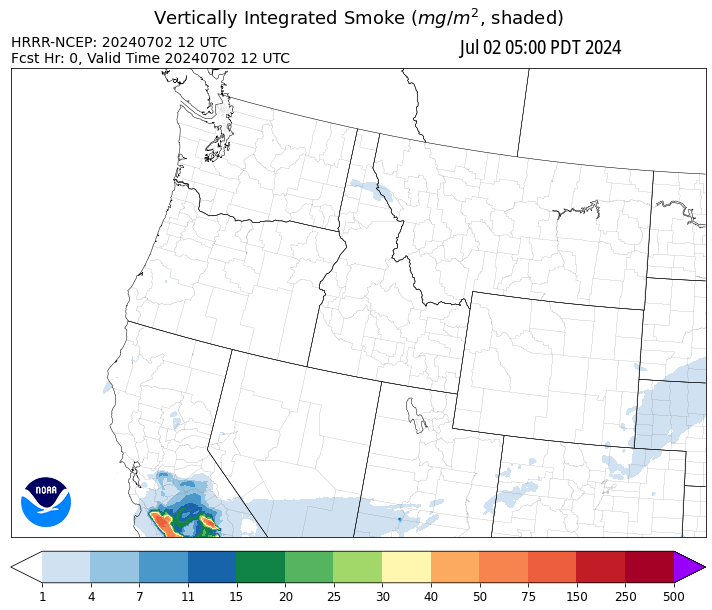 Vertically Integrated Smoke (mg/m², shaded)
HRRR-NCEP: 20240702 12 UTC
Fcst Hr: 0, Valid Time 20240702 12 UTC
Jul 02 05:00 PDT 2024
NOAA
1 4 7 11 15 20 25 30 40 50 75 150 250 500